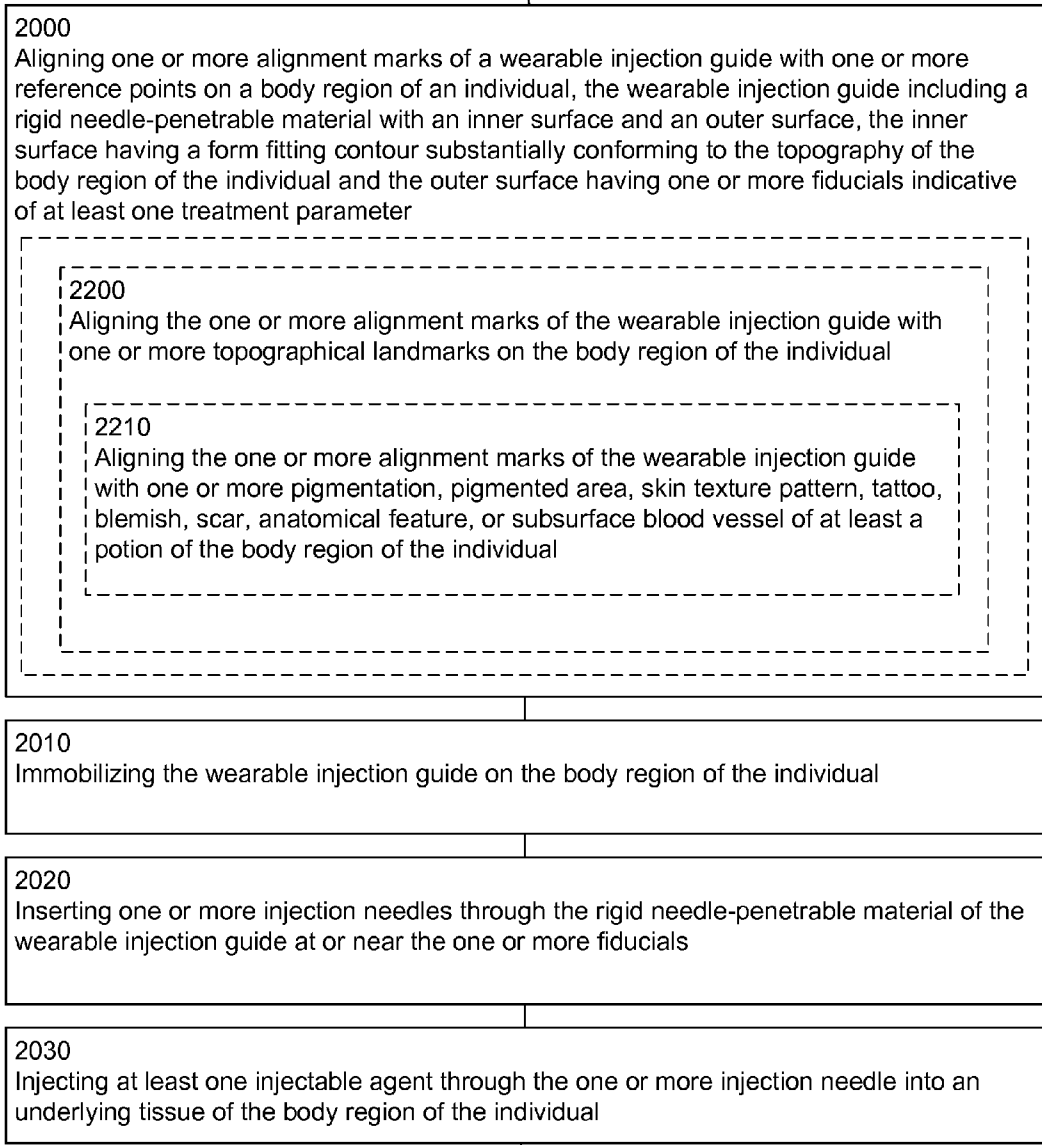 2000
Aligning one or more alignment marks of a wearable injection guide with one or more
reference points on a body region of an individual, the wearable injection guide including a
rigid needle-penetrable material with an inner surface and an outer surface, the inner
surface having a form fitting contour substantially conforming to the topography of the
body region of the individual and the outer surface having one or more fiducials indicative
of at least one treatment parameter
2200
Aligning the one or more alignment marks of the wearable injection guide with
one or more topographical landmarks on the body region of the individual
2210
Aligning the one or more alignment marks of the wearable injection guide
with one or more pigmentation, pigmented area, skin texture pattern, tattoo,
blemish, scar, anatomical feature, or subsurface blood vessel of at least a
potion of the body region of the individual
2010
Immobilizing the wearable injection guide on the body region of the individual
2020
Inserting one or more injection needles through the rigid needle-penetrable material of the
wearable injection guide at or near the one or more fiducials
2030
Injecting at least one injectable agent through the one or more injection needle into an
underlying tissue of the body region of the individual